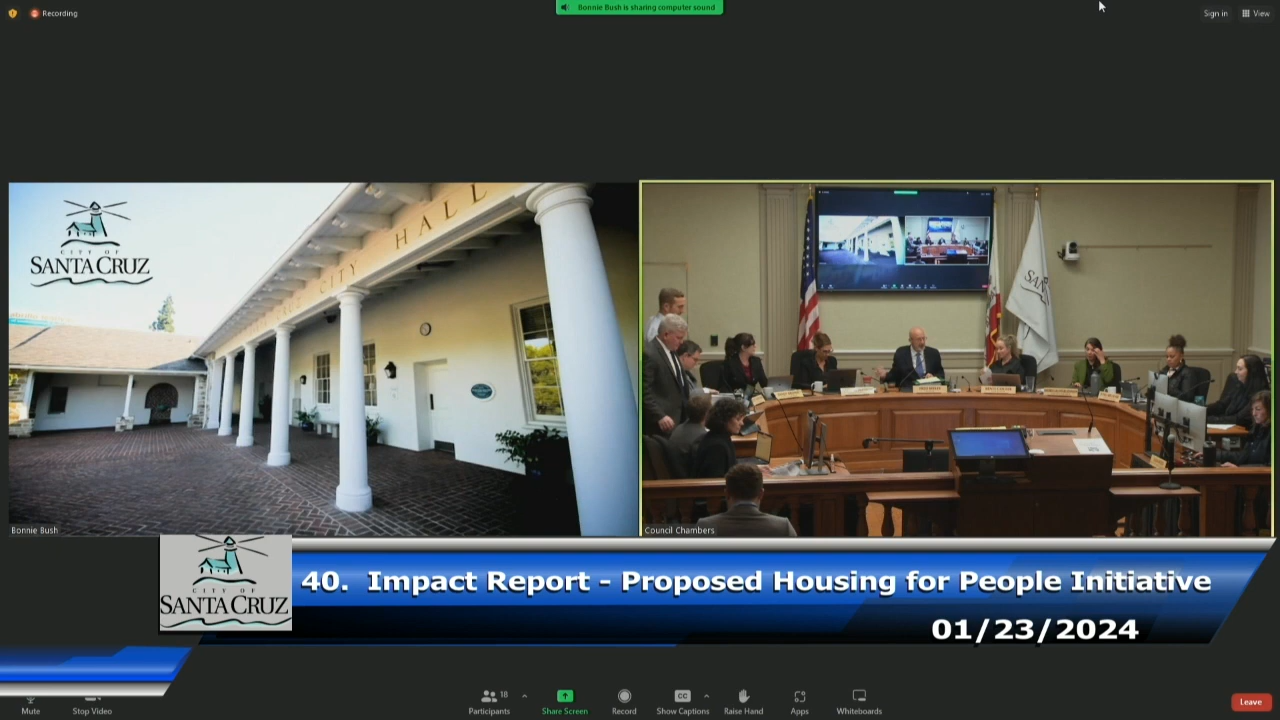 Recording
Bonnie Bush is sharing computer sound
Sign in
View
CITY OF
SANTA CRUZ
CITY HALL
Bonnie Bush
Council Chambers
CITY OF
SANTA CRUZ
40. Impact Report - Proposed Housing for People Initiative
01/23/2024
Mute
Stop Video
Participants
18
Share Screen
Record
CC
Show Captions
Raise Hand
Apps
Whiteboards
Leave